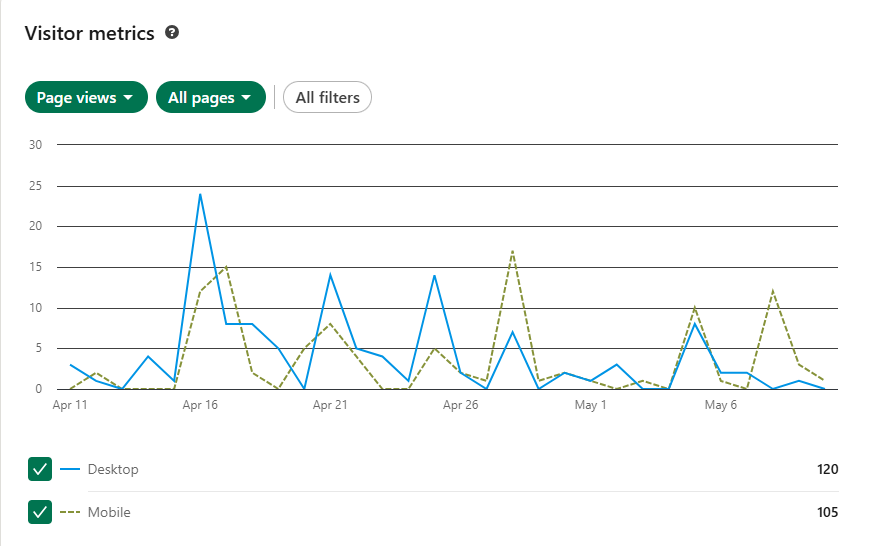 Visitor metrics ?
Page views All pages All filters
30
25
20
15
10
5
0
Apr 11 Apr 16 Apr 21 Apr 26 May 1 May 6
Desktop 120
Mobile 105